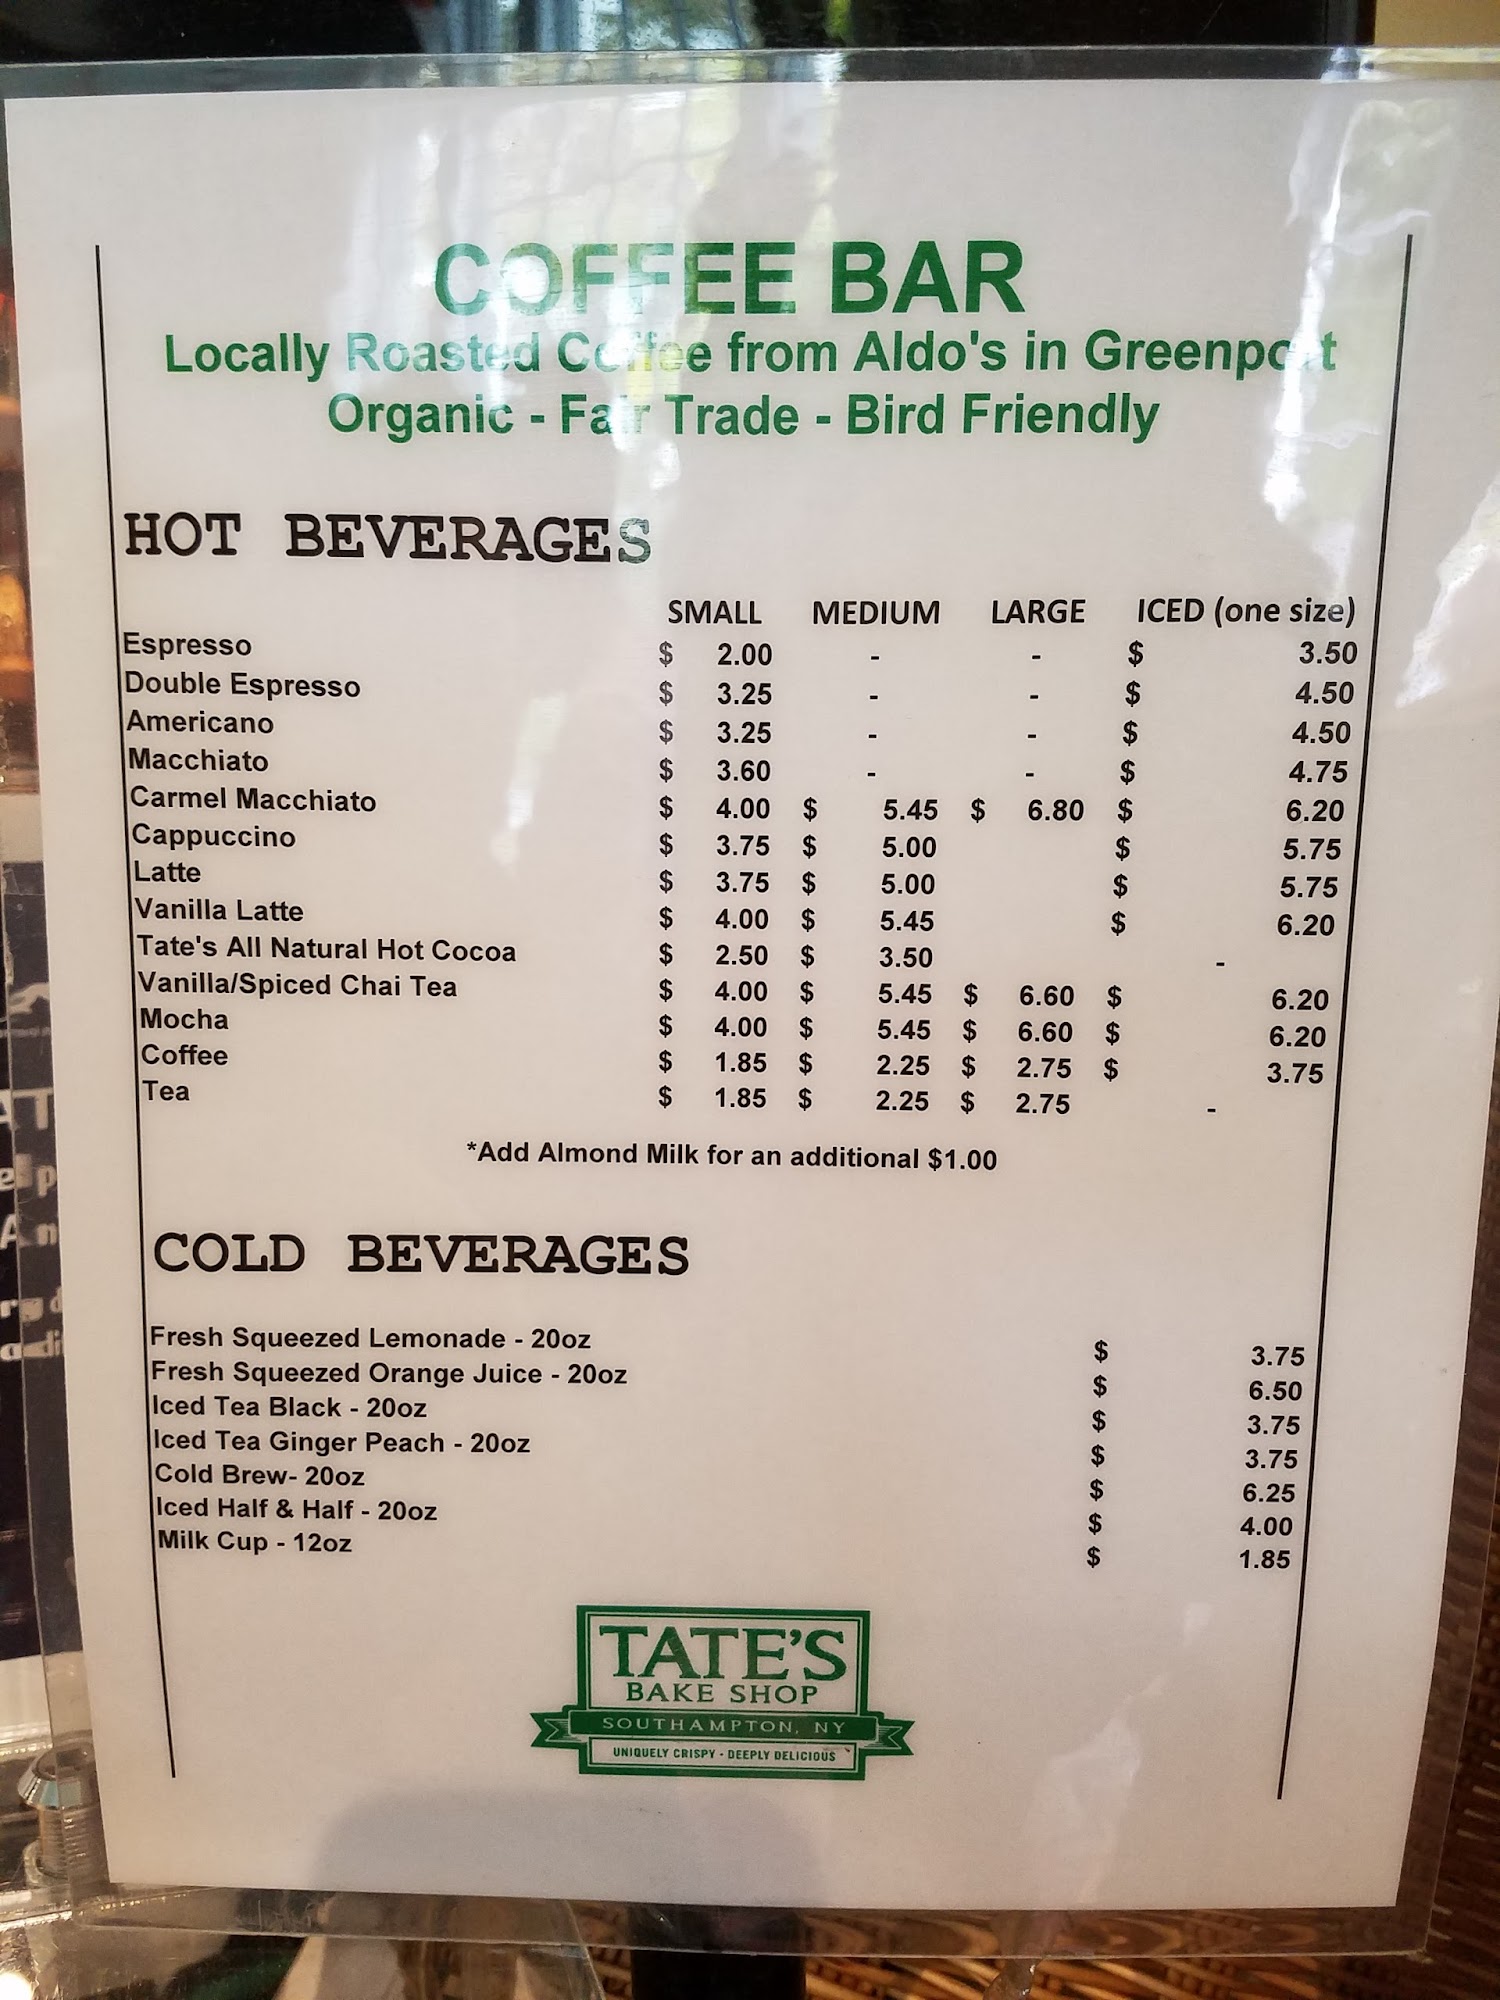 COFFEE BAR
Locally Roasted Coffee from Aldo's in Greenport
Organic - Fair Trade - Bird Friendly
HOT BEVERAGES
SMALL MEDIUM LARGE ICED (one size)
Espresso $ 2.00 - - $ 3.50
Double Espresso $ 3.25 - - $ 4.50
Americano $ 3.25 - - $ 4.50
Macchiato $ 3.60 - - $ 4.75
Carmel Macchiato $ 4.00 $ 5.45 $ 6.80 $ 6.20
Cappuccino $ 3.75 $ 5.00 $ 5.75
Latte $ 3.75 $ 5.00 $ 5.75
Vanilla Latte $ 4.00 $ 5.45 $ 6.20
Tate's All Natural Hot Cocoa $ 2.50 $ 3.50 -
Vanilla/Spiced Chai Tea $ 4.00 $ 5.45 $ 6.60 $ 6.20
Mocha $ 4.00 $ 5.45 $ 6.60 $ 6.20
Coffee $ 1.85 $ 2.25 $ 2.75 $ 3.75
Tea $ 1.85 $ 2.25 $ 2.75 -
*Add Almond Milk for an additional $1.00
COLD BEVERAGES
Fresh Squeezed Lemonade - 20oz $ 3.75
Fresh Squeezed Orange Juice - 20oz $ 6.50
Iced Tea Black - 20oz $ 3.75
Iced Tea Ginger Peach - 20oz $ 3.75
Cold Brew- 20oz $ 6.25
Iced Half & Half - 20oz $ 4.00
Milk Cup - 12oz $ 1.85
TATE'S
BAKE SHOP
SOUTHAMPTON, NY
UNIQUELY CRISPY - DEEPLY DELICIOUS